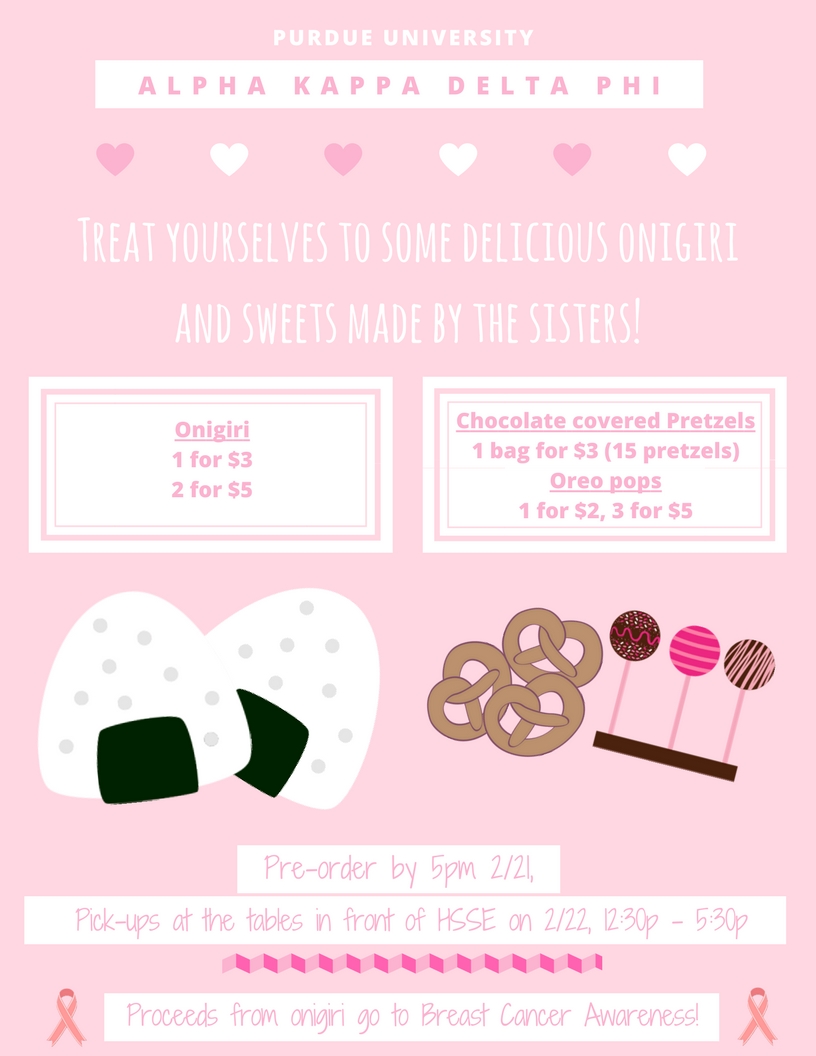 PURDUE UNIVERSITY
ALPHA KAPPA DELTA PHI
TREAT YOURSELVES TO SOME DELICIOUS ONIGIRI
AND SWEETS MADE BY THE SISTERS!
Onigiri
1 for $3
2 for $5
Chocolate covered Pretzels
1 bag for $3 (15 pretzels)
Oreo pops
1 for $2, 3 for $5
Pre-order by 5pm 2/21,
Pick-ups at the tables in front of HSSE on 2/22, 12:30p - 5:30p
Proceeds from onigiri go to Breast Cancer Awareness!